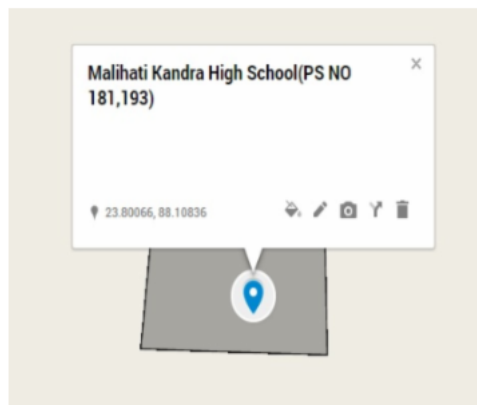 Malihati Kandra High School(PS NO
181,193)
23.80066, 88.10836